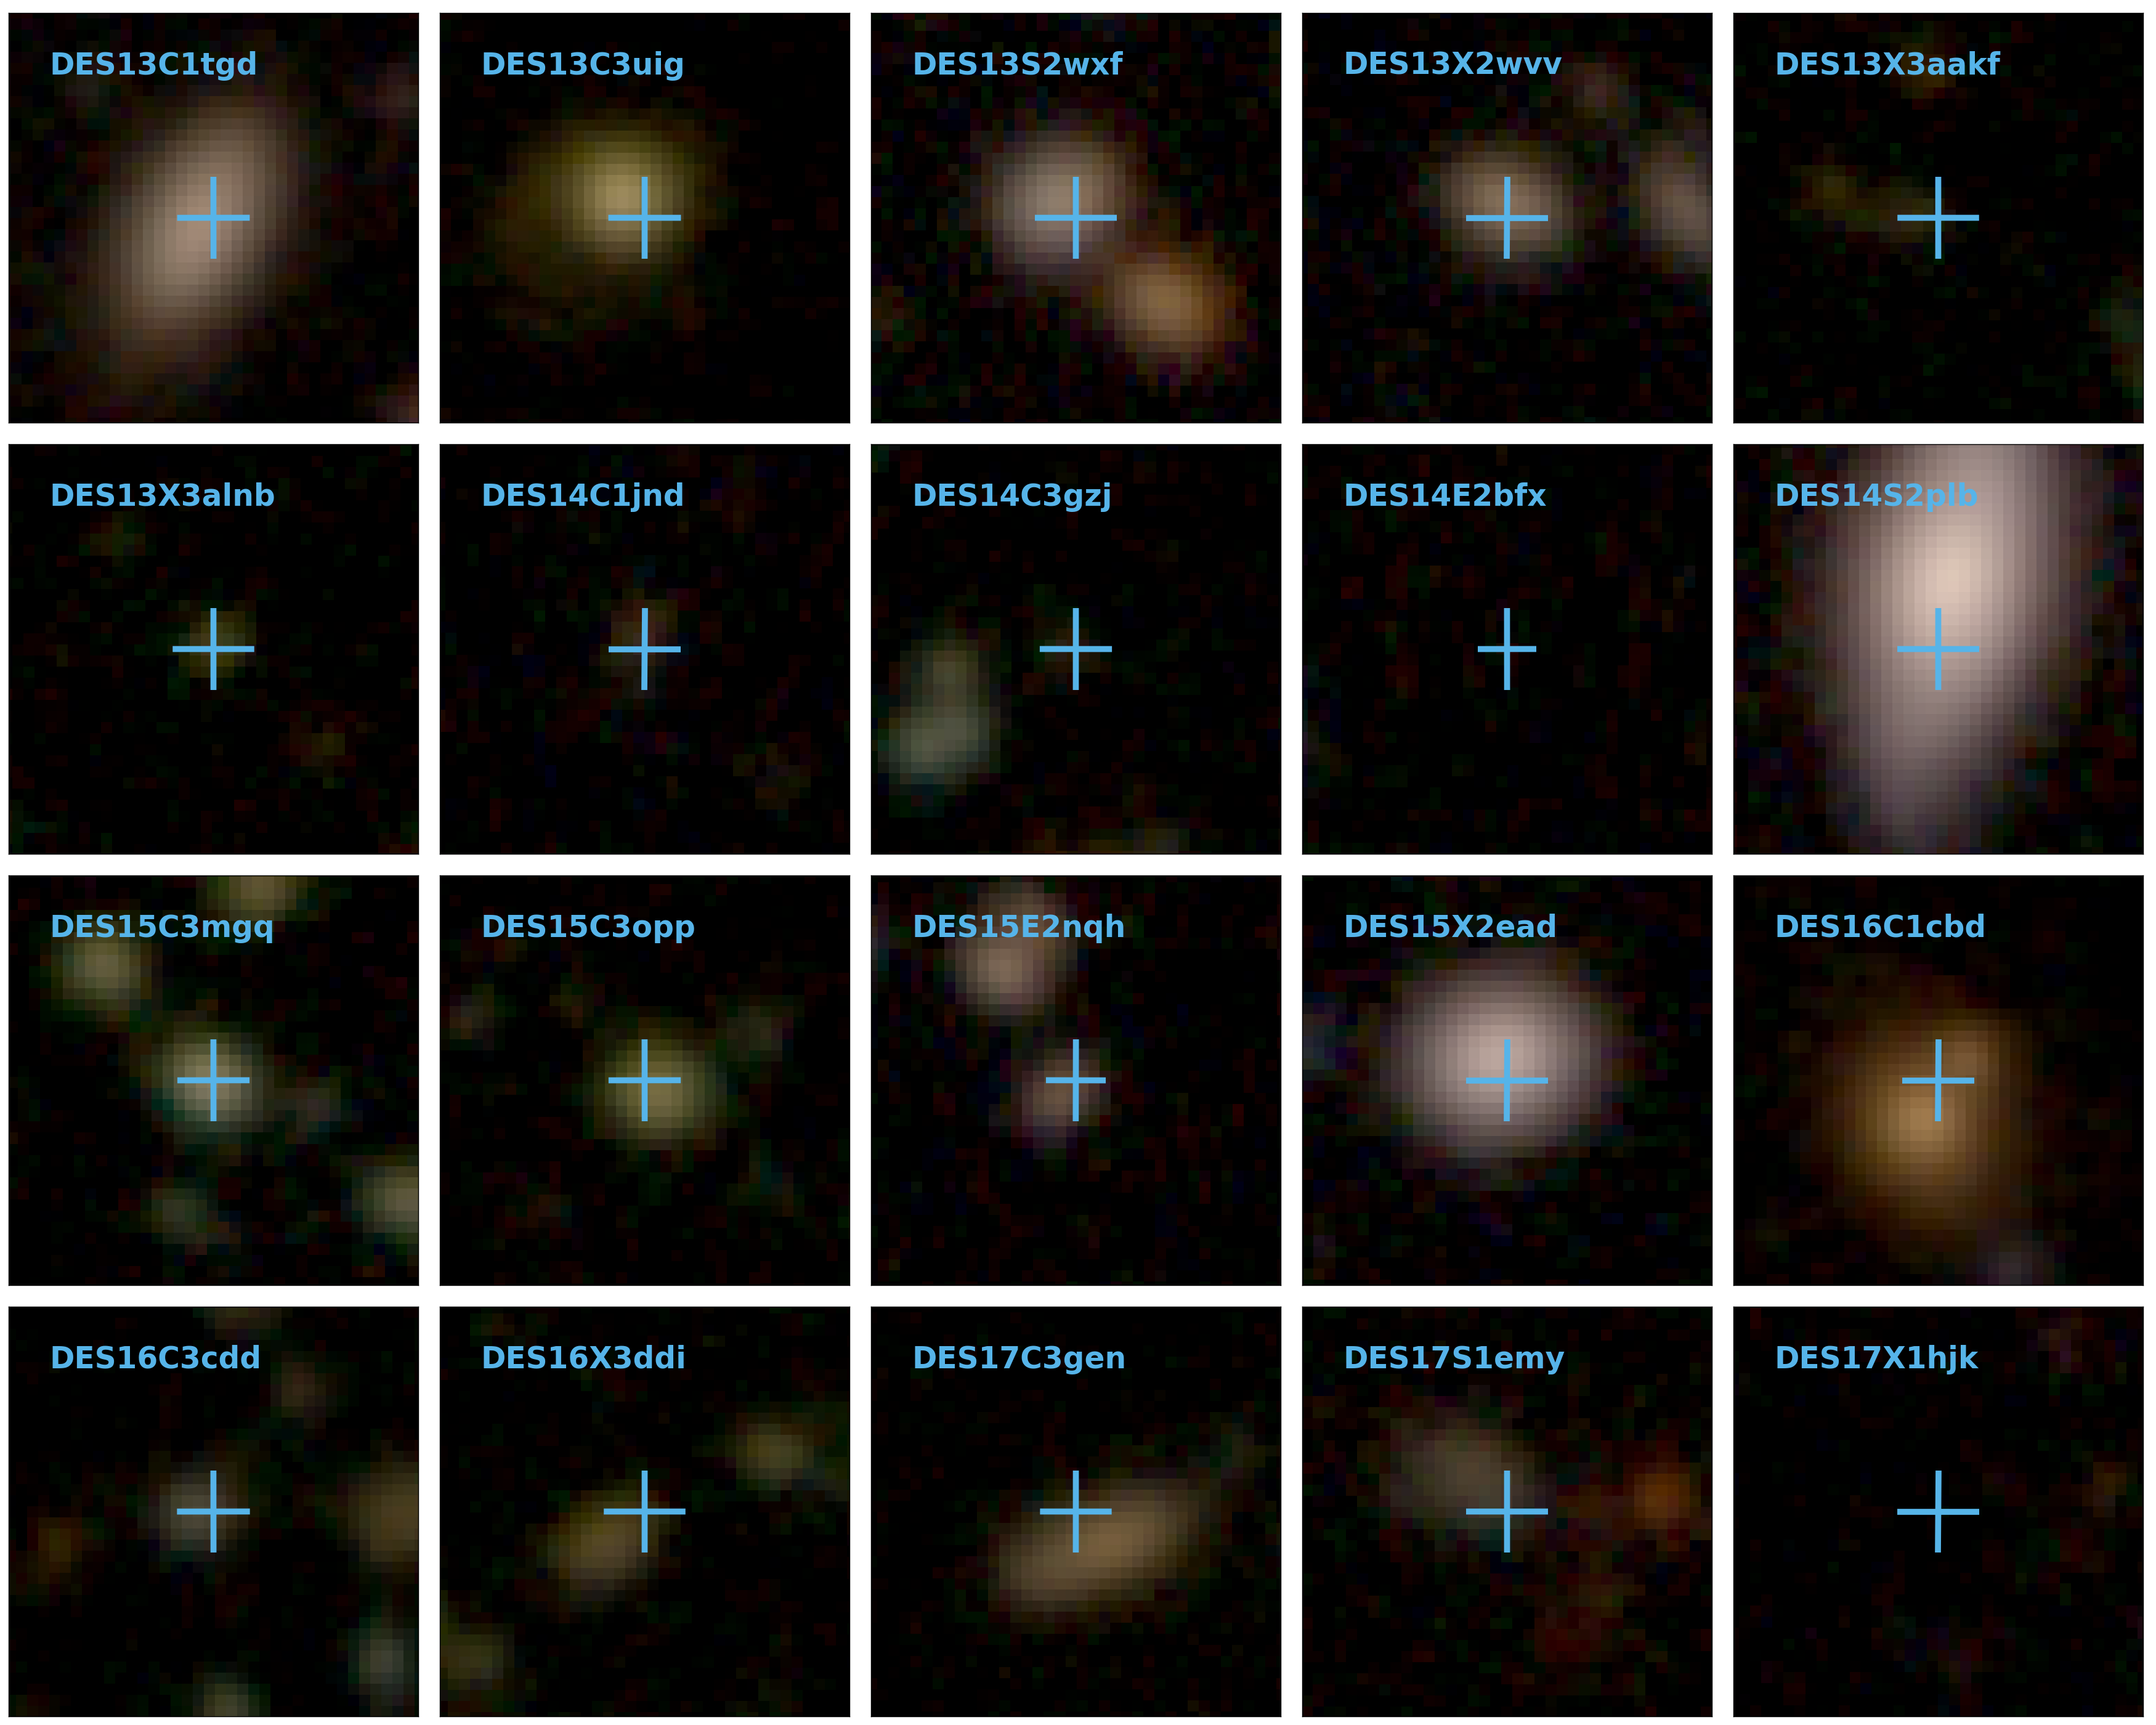 DES13C1tgd
DES13C3uig
DES13S2wxf
DES13X2wvv
DES13X3aakf
DES13X3alnb
DES14C1jnd
DES14C3gzj
DES14E2bfx
DES14S2plb
DES15C3mgq
DES15C3opp
DES15E2nqh
DES15X2ead
DES16C1cbd
DES16C3cdd
DES16X3ddi
DES17C3gen
DES17S1emy
DES17X1hjk